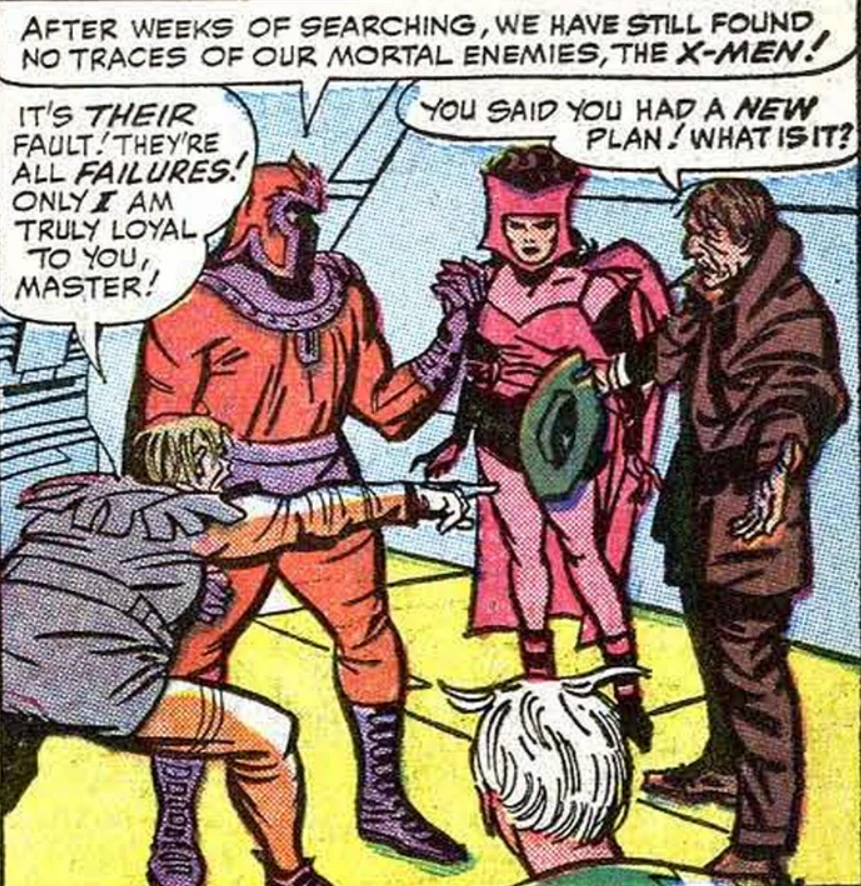 AFTER WEEKS OF SEARCHING, WE HAVE STILL FOUND
NO TRACES OF OUR MORTAL ENEMIES, THE X-MEN!
IT'S THEIR
FAULT! THEY'RE
ALL FAILURES!
ONLY I AM
TRULY LOYAL
TO YOU,
MASTER!
YOU SAID YOU HAD A NEW
PLAN! WHAT IS IT?